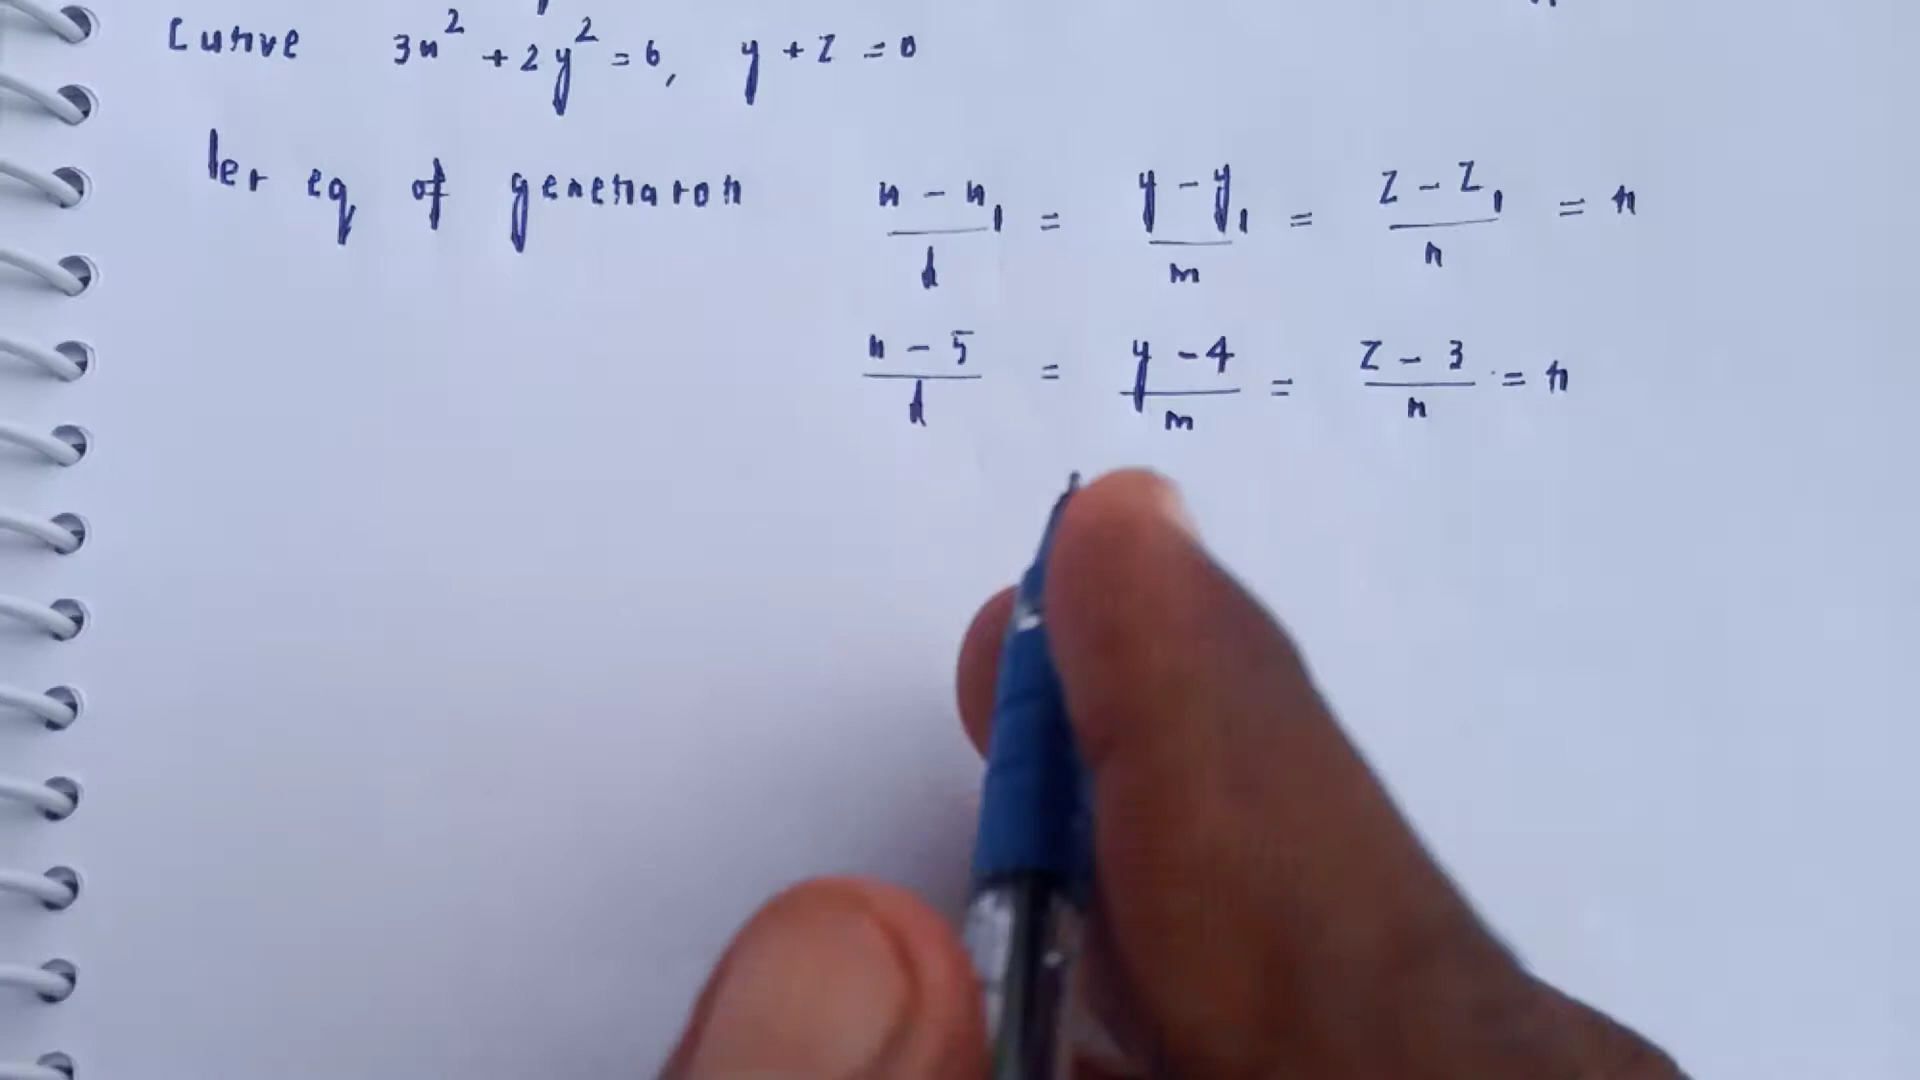 Curve 3x² + 2y² = 6, y + z = 0
let eq of generator x - x₁/l = y - y₁/m = z - z₁/n = r
x - 5/l = y - 4/m = z - 3/n = r